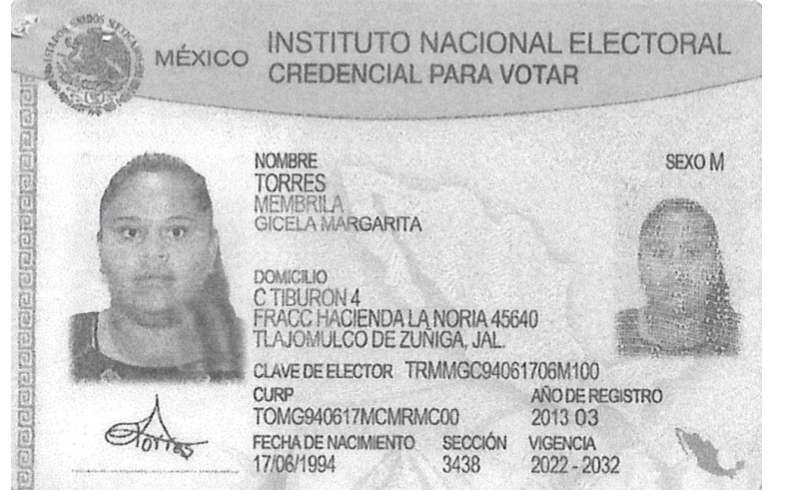 ESTADOS UNIDOS MEXICANOS
MÉXICO
INSTITUTO NACIONAL ELECTORAL
CREDENCIAL PARA VOTAR
NOMBRE
TORRES
MEMBRILA
GICELA MARGARITA
SEXO M
DOMICILIO
C TIBURON 4
FRACC HACIENDA LA NORIA 45640
TLAJOMULCO DE ZUÑIGA, JAL.
CLAVE DE ELECTOR TRMMGC94061706M100
CURP
TOMG940617MCMRMC00
AÑO DE REGISTRO
2013 03
FECHA DE NACIMIENTO
17/06/1994
SECCIÓN
3438
VIGENCIA
2022 - 2032
GTorres